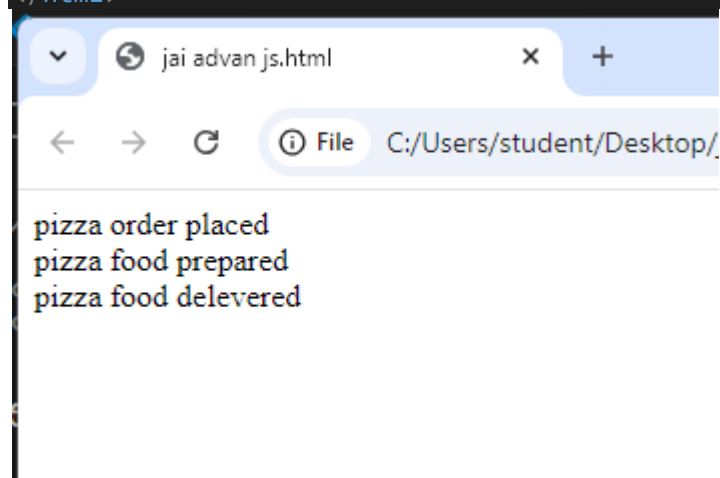 jai advan js.html
File C:/Users/student/Desktop/
pizza order placed
pizza food prepared
pizza food delevered